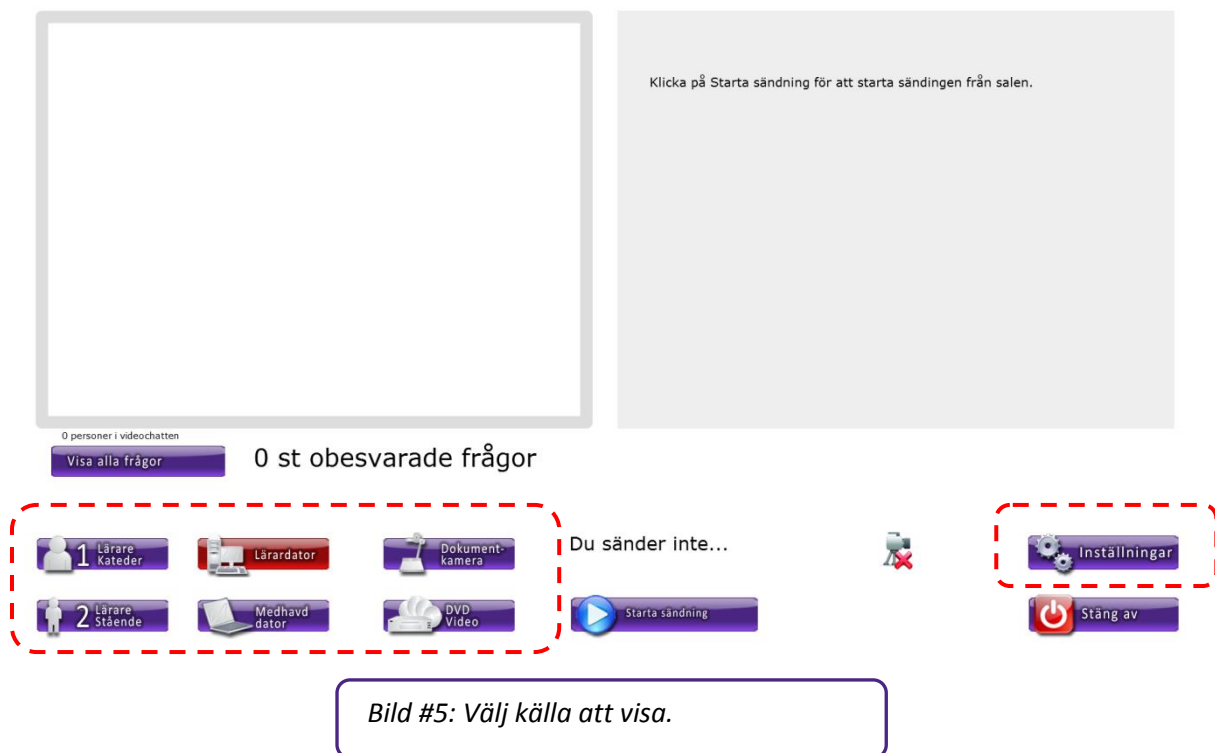 Klicka på Starta sändning för att starta sändingen från salen.
0 personer i videochatten
Visa alla frågor
0 st obesvarade frågor
1 Lärare
Kateder
Lärardator
Dokument-
kamera
Du sänder inte...
Inställningar
2 Lärare
Stående
Medhavd
dator
DVD
Video
Starta sändning
Stäng av
Bild #5: Välj källa att visa.